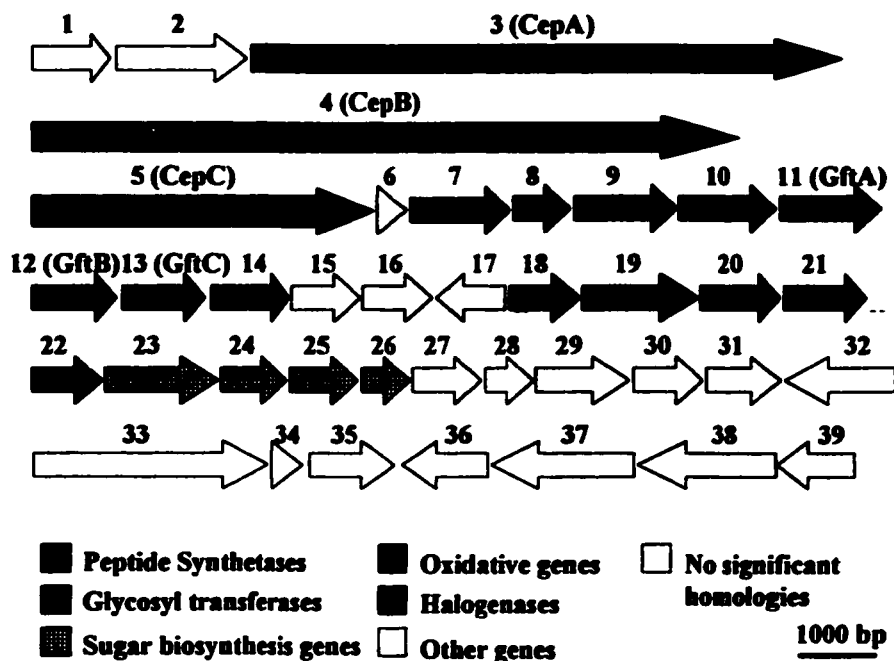 1 2 3 (CepA)
4 (CepB)
5 (CepC) 6 7 8 9 10 11 (GftA)
12 (GftB) 13 (GftC) 14 15 16 17 18 19 20 21
22 23 24 25 26 27 28 29 30 31 32
33 34 35 36 37 38 39
Peptide Synthetases Oxidative genes No significant
Glycosyl transferases Halogenases homologies
Sugar biosynthesis genes Other genes 1000 bp